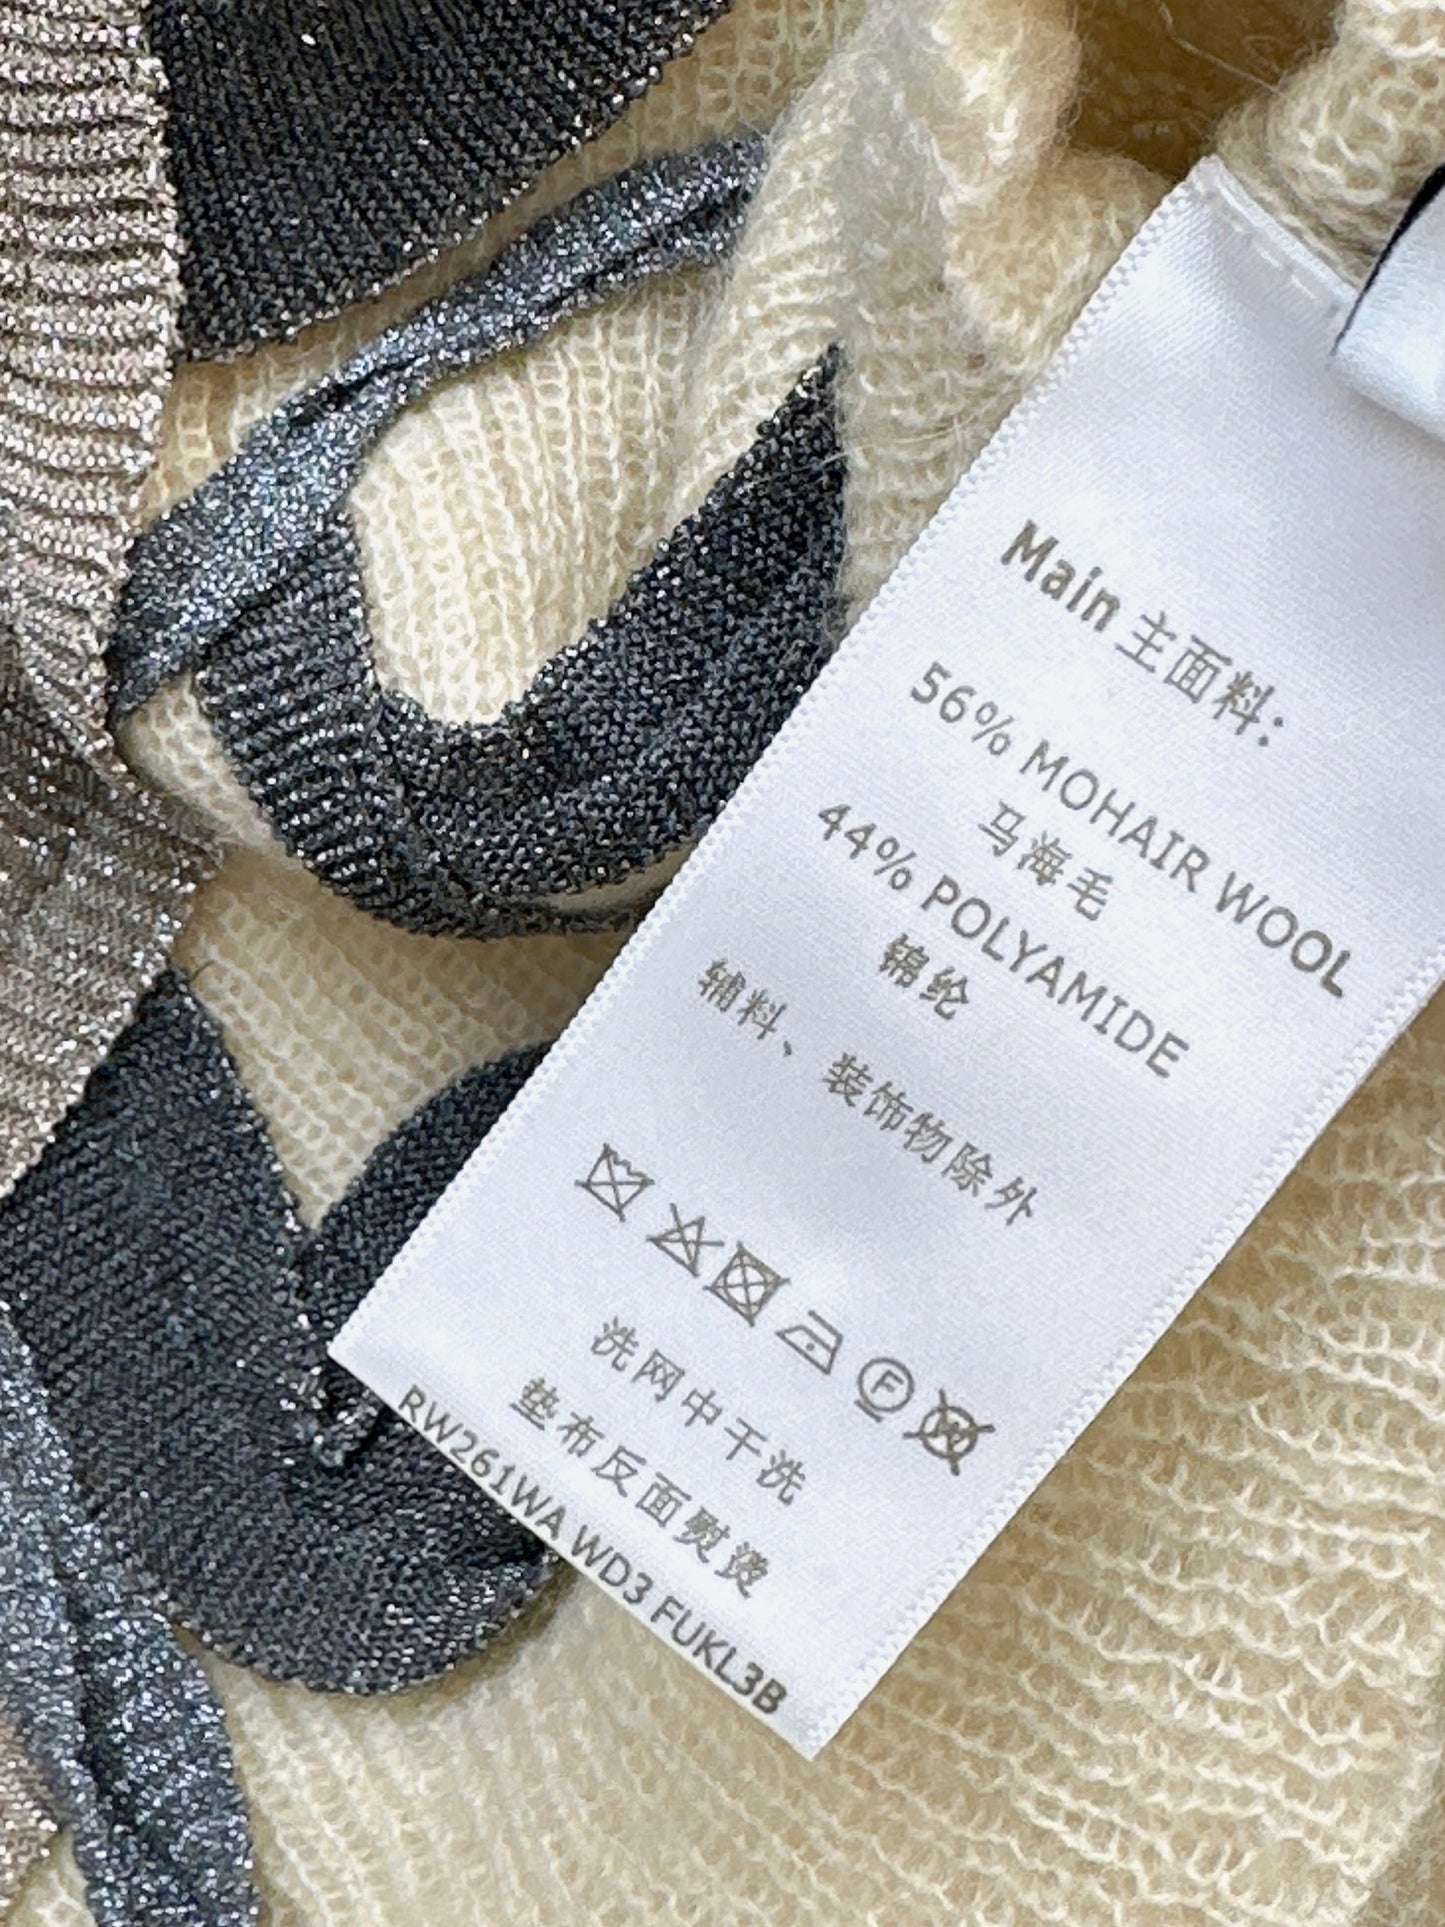 Main 主面料:
56% MOHAIR WOOL
马海毛
44% POLYAMIDE
锦纶
辅料、装饰物除外
F
W
洗网中干洗
垫布反面熨烫
RW261WA WD3 FUKL3B